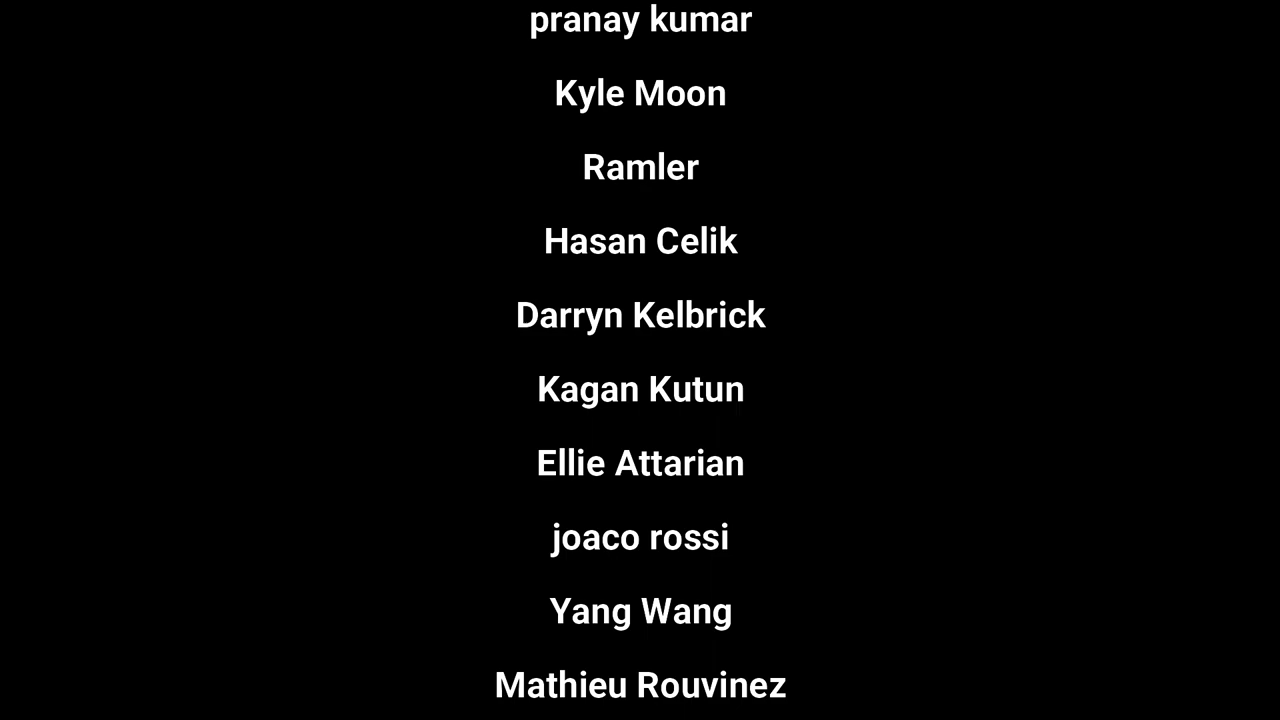 pranay kumar
Kyle Moon
Ramler
Hasan Celik
Darryn Kelbrick
Kagan Kutun
Ellie Attarian
joaco rossi
Yang Wang
Mathieu Rouvinez